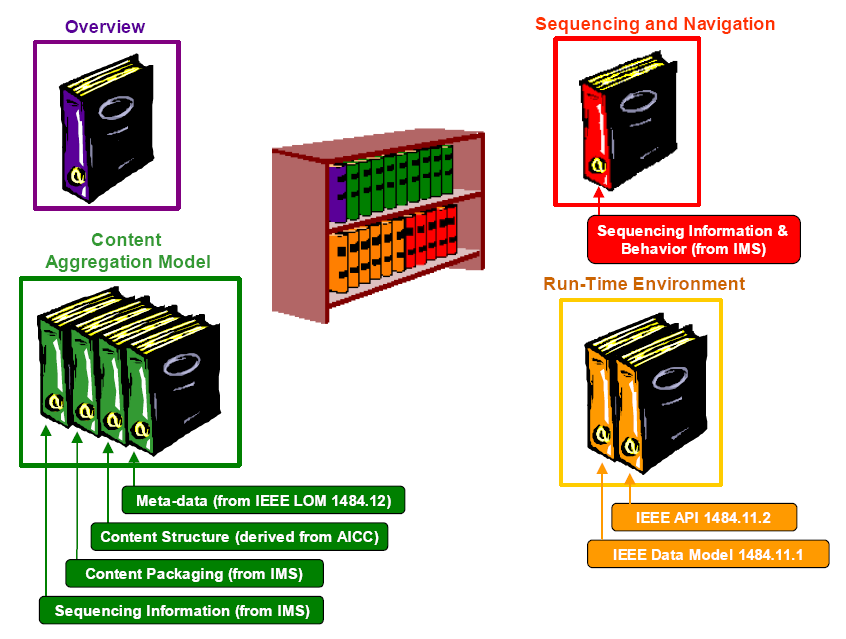 Overview
Sequencing and Navigation
Sequencing Information &
Behavior (from IMS)
Content
Aggregation Model
Run-Time Environment
Meta-data (from IEEE LOM 1484.12)
Content Structure (derived from AICC)
Content Packaging (from IMS)
Sequencing Information (from IMS)
IEEE API 1484.11.2
IEEE Data Model 1484.11.1